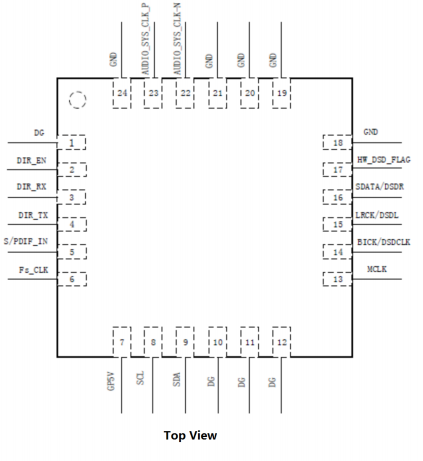 GND
AUDIO_SYS_CLK_P
AUDIO_SYS_CLK-N
GND
GND
GND
24
23
22
21
20
19
DG
1
18
GND
DIR_EN
2
17
HW_DSD_FLAG
DIR_RX
3
16
SDATA/DSDR
DIR_TX
4
15
LRCK/DSDL
S/PDIF_IN
5
14
BICK/DSDCLK
Fs_CLK
6
13
MCLK
7
8
9
10
11
12
GP5V
SCL
SDA
DG
DG
DG
Top View